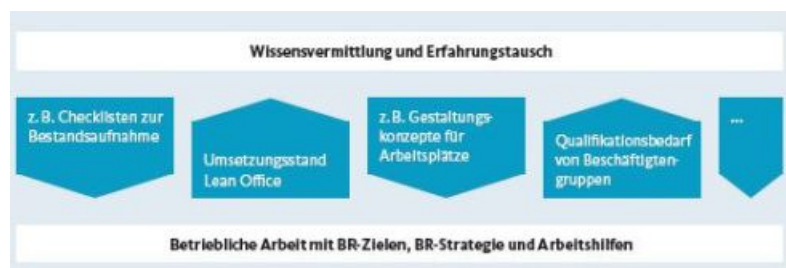 Wissensvermittlung und Erfahrungstausch
z. B. Checklisten zur
Bestandsaufnahme
Umsetzungsstand
Lean Office
z. B. Gestaltungs-
konzepte für
Arbeitsplätze
Qualifikationsbedarf
von Beschäftigten-
gruppen
...
Betriebliche Arbeit mit BR-Zielen, BR-Strategie und Arbeitshilfen